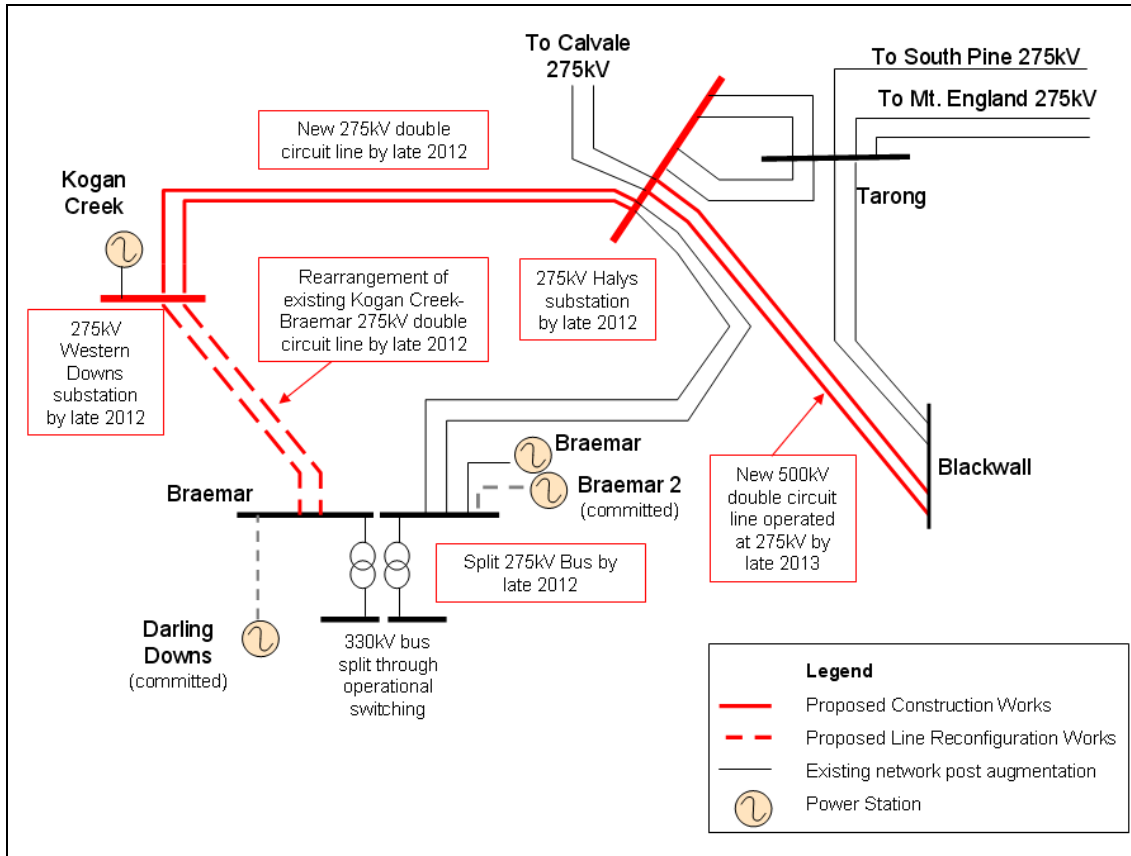 To Calvale
275kV
To South Pine 275kV
To Mt. England 275kV
New 275kV double
circuit line by late 2012
Kogan
Creek
Tarong
Rearrangement of
existing Kogan Creek-
Braemar 275kV double
circuit line by late 2012
275kV Halys
substation
by late 2012
275kV
Western
Downs
substation
by late 2012
Braemar
Braemar 2
(committed)
Blackwall
New 500kV
double circuit
line operated
at 275kV by
late 2013
Braemar
Split 275kV Bus by
late 2012
Darling
Downs
(committed)
330kV bus
split through
operational
switching
Legend
Proposed Construction Works
Proposed Line Reconfiguration Works
Existing network post augmentation
Power Station